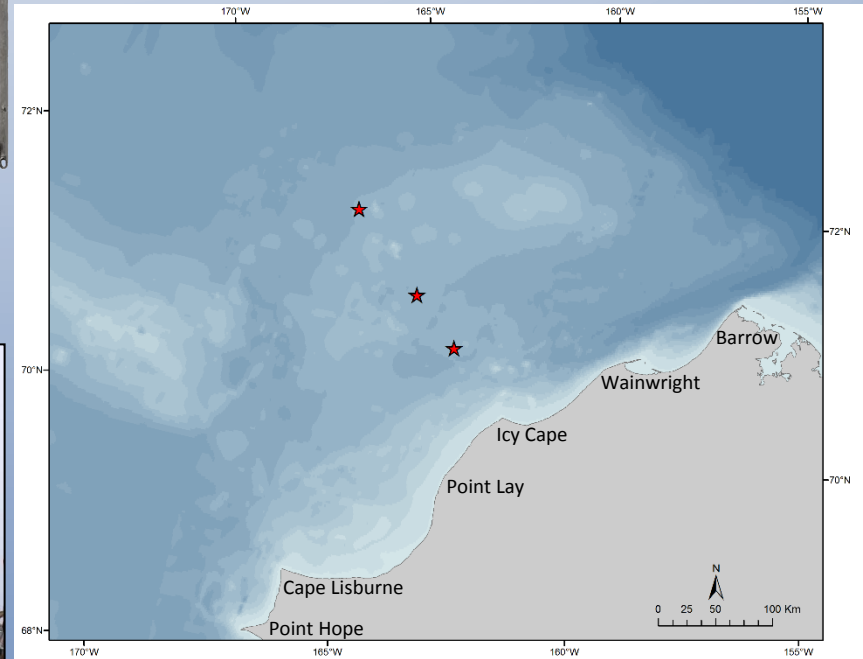 170°W 165°W 160°W 155°W
72°N
72°N
70°N
Barrow
Wainwright
Icy Cape
70°N
Point Lay
N
Cape Lisburne
0 25 50 100 Km
Point Hope
68°N
170°W 165°W 160°W 155°W